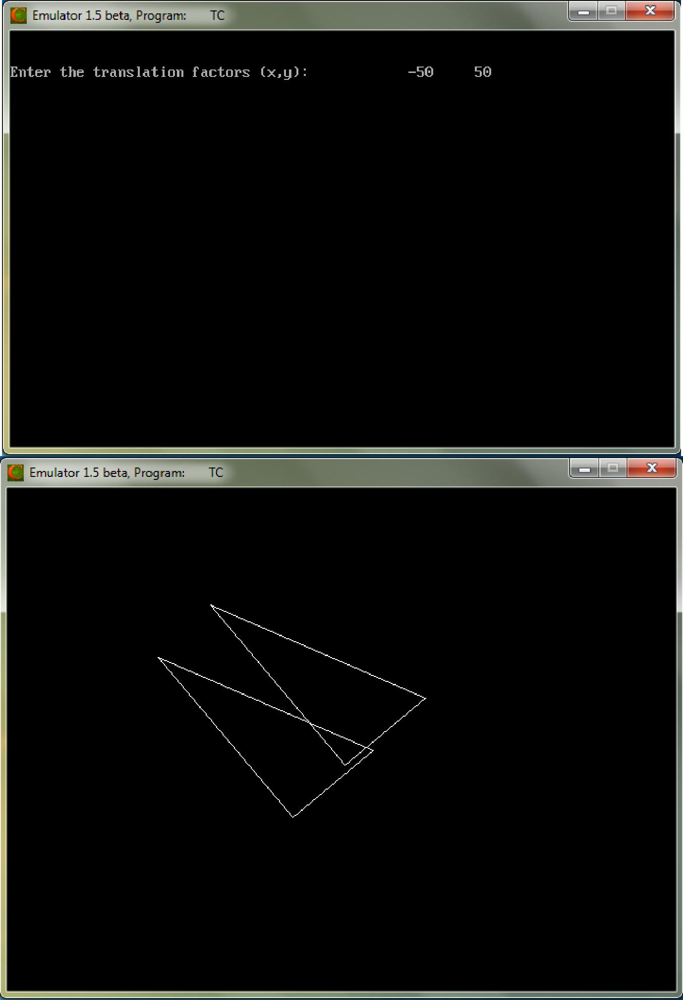 Emulator 1.5 beta, Program: TC
Enter the translation factors (x,y): -50 50
Emulator 1.5 beta, Program: TC